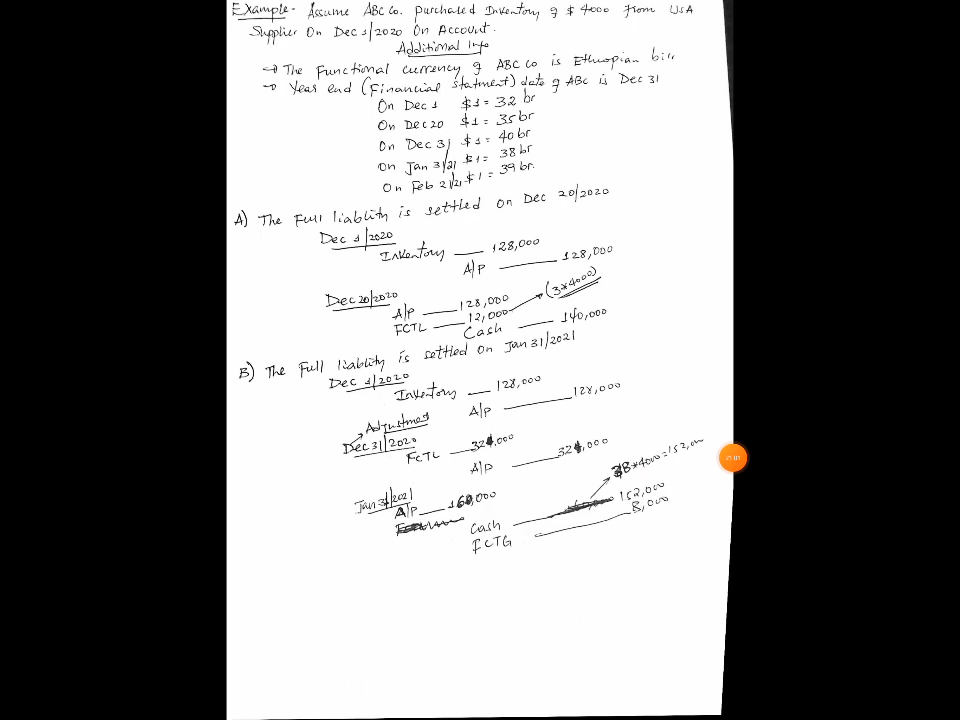 Example - Assume ABC Co. purchased Inventory of $ 4000 from USA
Supplier On Dec 1/2020 On Account.
Additional Info
→ The Functional currency of ABC Co is Ethiopian birr
→ Year end (Financial statment) date of ABC is Dec 31
On Dec 1 $1 = 32 br
On Dec 20 $1 = 35 br
On Dec 31 $1 = 40 br
On Jan 31/21 $1 = 38 br
On Feb 21/21 $1 = 39 br.
A) The Full liablity is settled on Dec 20/2020
Dec 1/2020
Inventory 128,000
A/P 128,000
Dec 20/2020
A/P 128,000 (3*4000)
FCTL 12,000
Cash 140,000
B) The Full liablity is settled on Jan 31/2021
Dec 1/2020
Inventory 128,000
A/P 128,000
Adjustment
Dec 31/2020
FCTL 32,000
A/P 32,000
38*4000=152,000
Jan 31/2021
A/P 160,000
Cash 152,000
FCTG 8,000